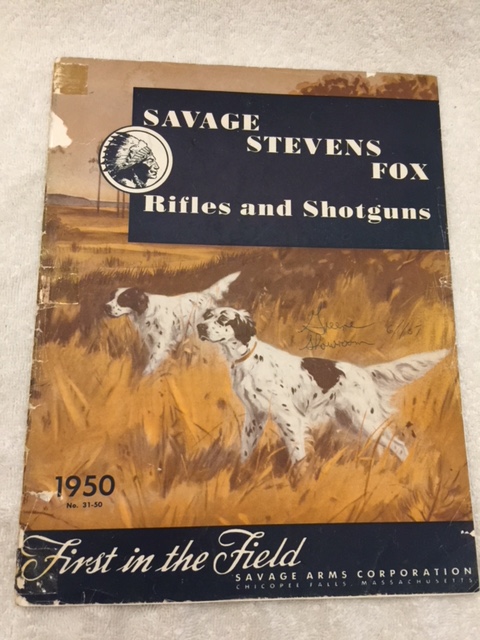 SAVAGE
STEVENS
FOX
Rifles and Shotguns
1950
No. 31-50
First in the Field
SAVAGE ARMS CORPORATION
CHICOPEE FALLS, MASSACHUSETTS